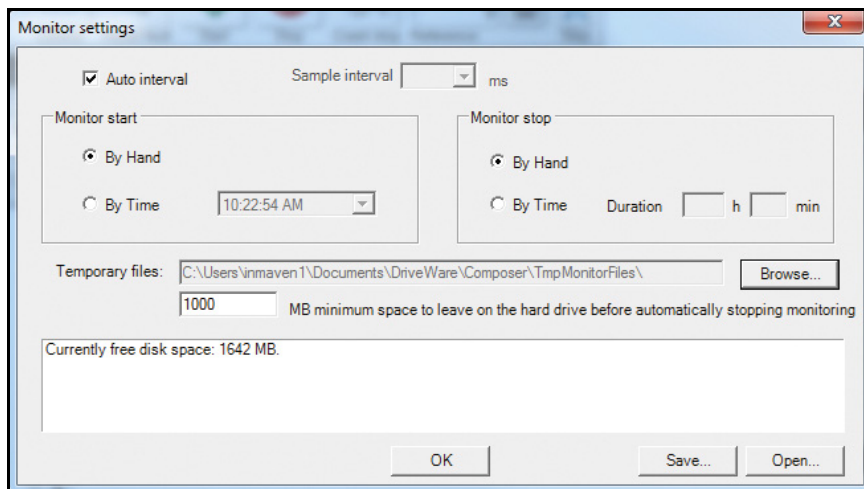 Monitor settings
Auto interval
Sample interval
ms
Monitor start
By Hand
By Time
10:22:54 AM
Monitor stop
By Hand
By Time
Duration
h
min
Temporary files:
C:\Users\inmaven1\Documents\DriveWare\Composer\TmpMonitorFiles\
Browse...
1000
MB minimum space to leave on the hard drive before automatically stopping monitoring
Currently free disk space: 1642 MB.
OK
Save...
Open...